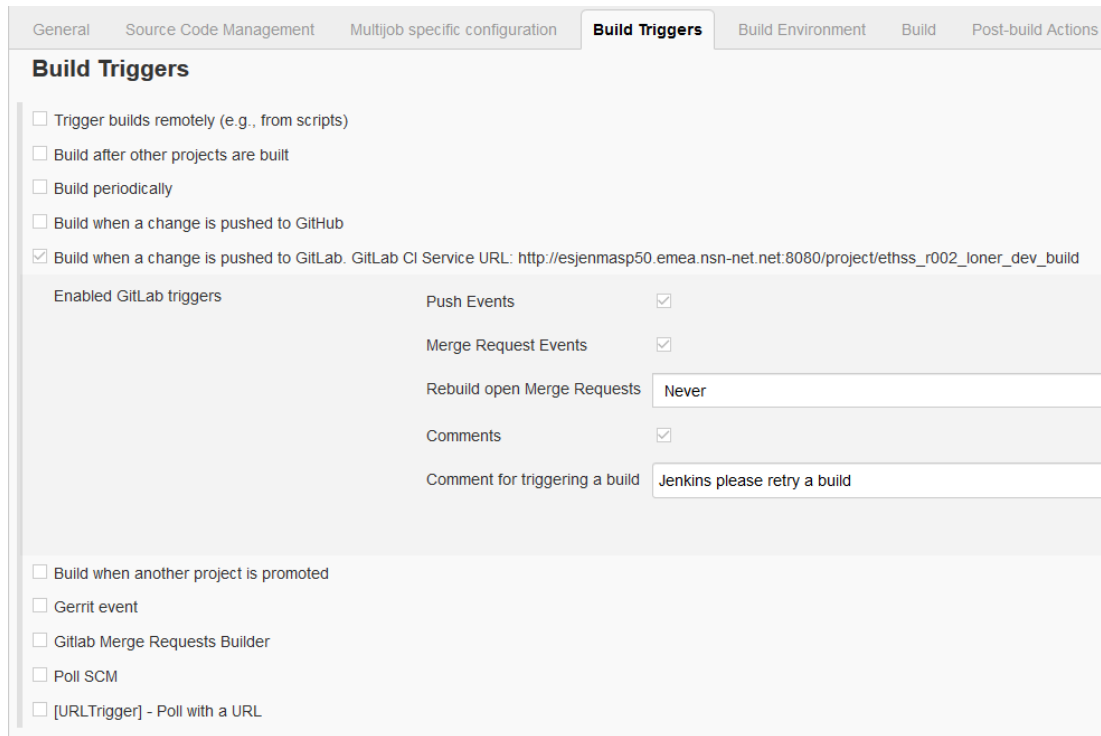 General Source Code Management Multijob specific configuration Build Triggers Build Environment Build Post-build Actions
Build Triggers
Trigger builds remotely (e.g., from scripts)
Build after other projects are built
Build periodically
Build when a change is pushed to GitHub
Build when a change is pushed to GitLab. GitLab CI Service URL: http://esjenmasp50.emea.nsn-net.net:8080/project/ethss_r002_loner_dev_build
Enabled GitLab triggers Push Events
Merge Request Events
Rebuild open Merge Requests Never
Comments
Comment for triggering a build Jenkins please retry a build
Build when another project is promoted
Gerrit event
Gitlab Merge Requests Builder
Poll SCM
[URLTrigger] - Poll with a URL